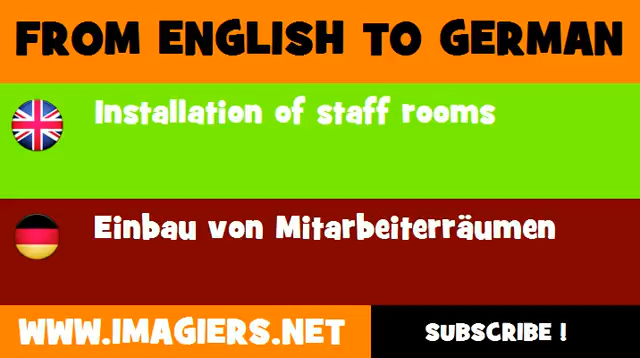 FROM ENGLISH TO GERMAN
Installation of staff rooms
Einbau von Mitarbeiterräumen
WWW.IMAGIERS.NET
SUBSCRIBE !